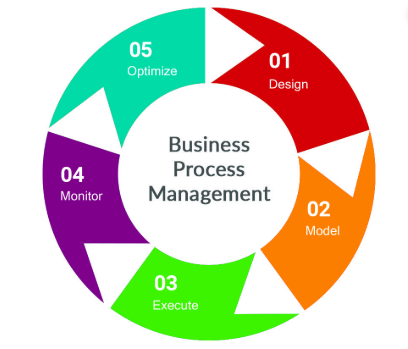 Business
Process
Management
01
Design
02
Model
03
Execute
04
Monitor
05
Optimize